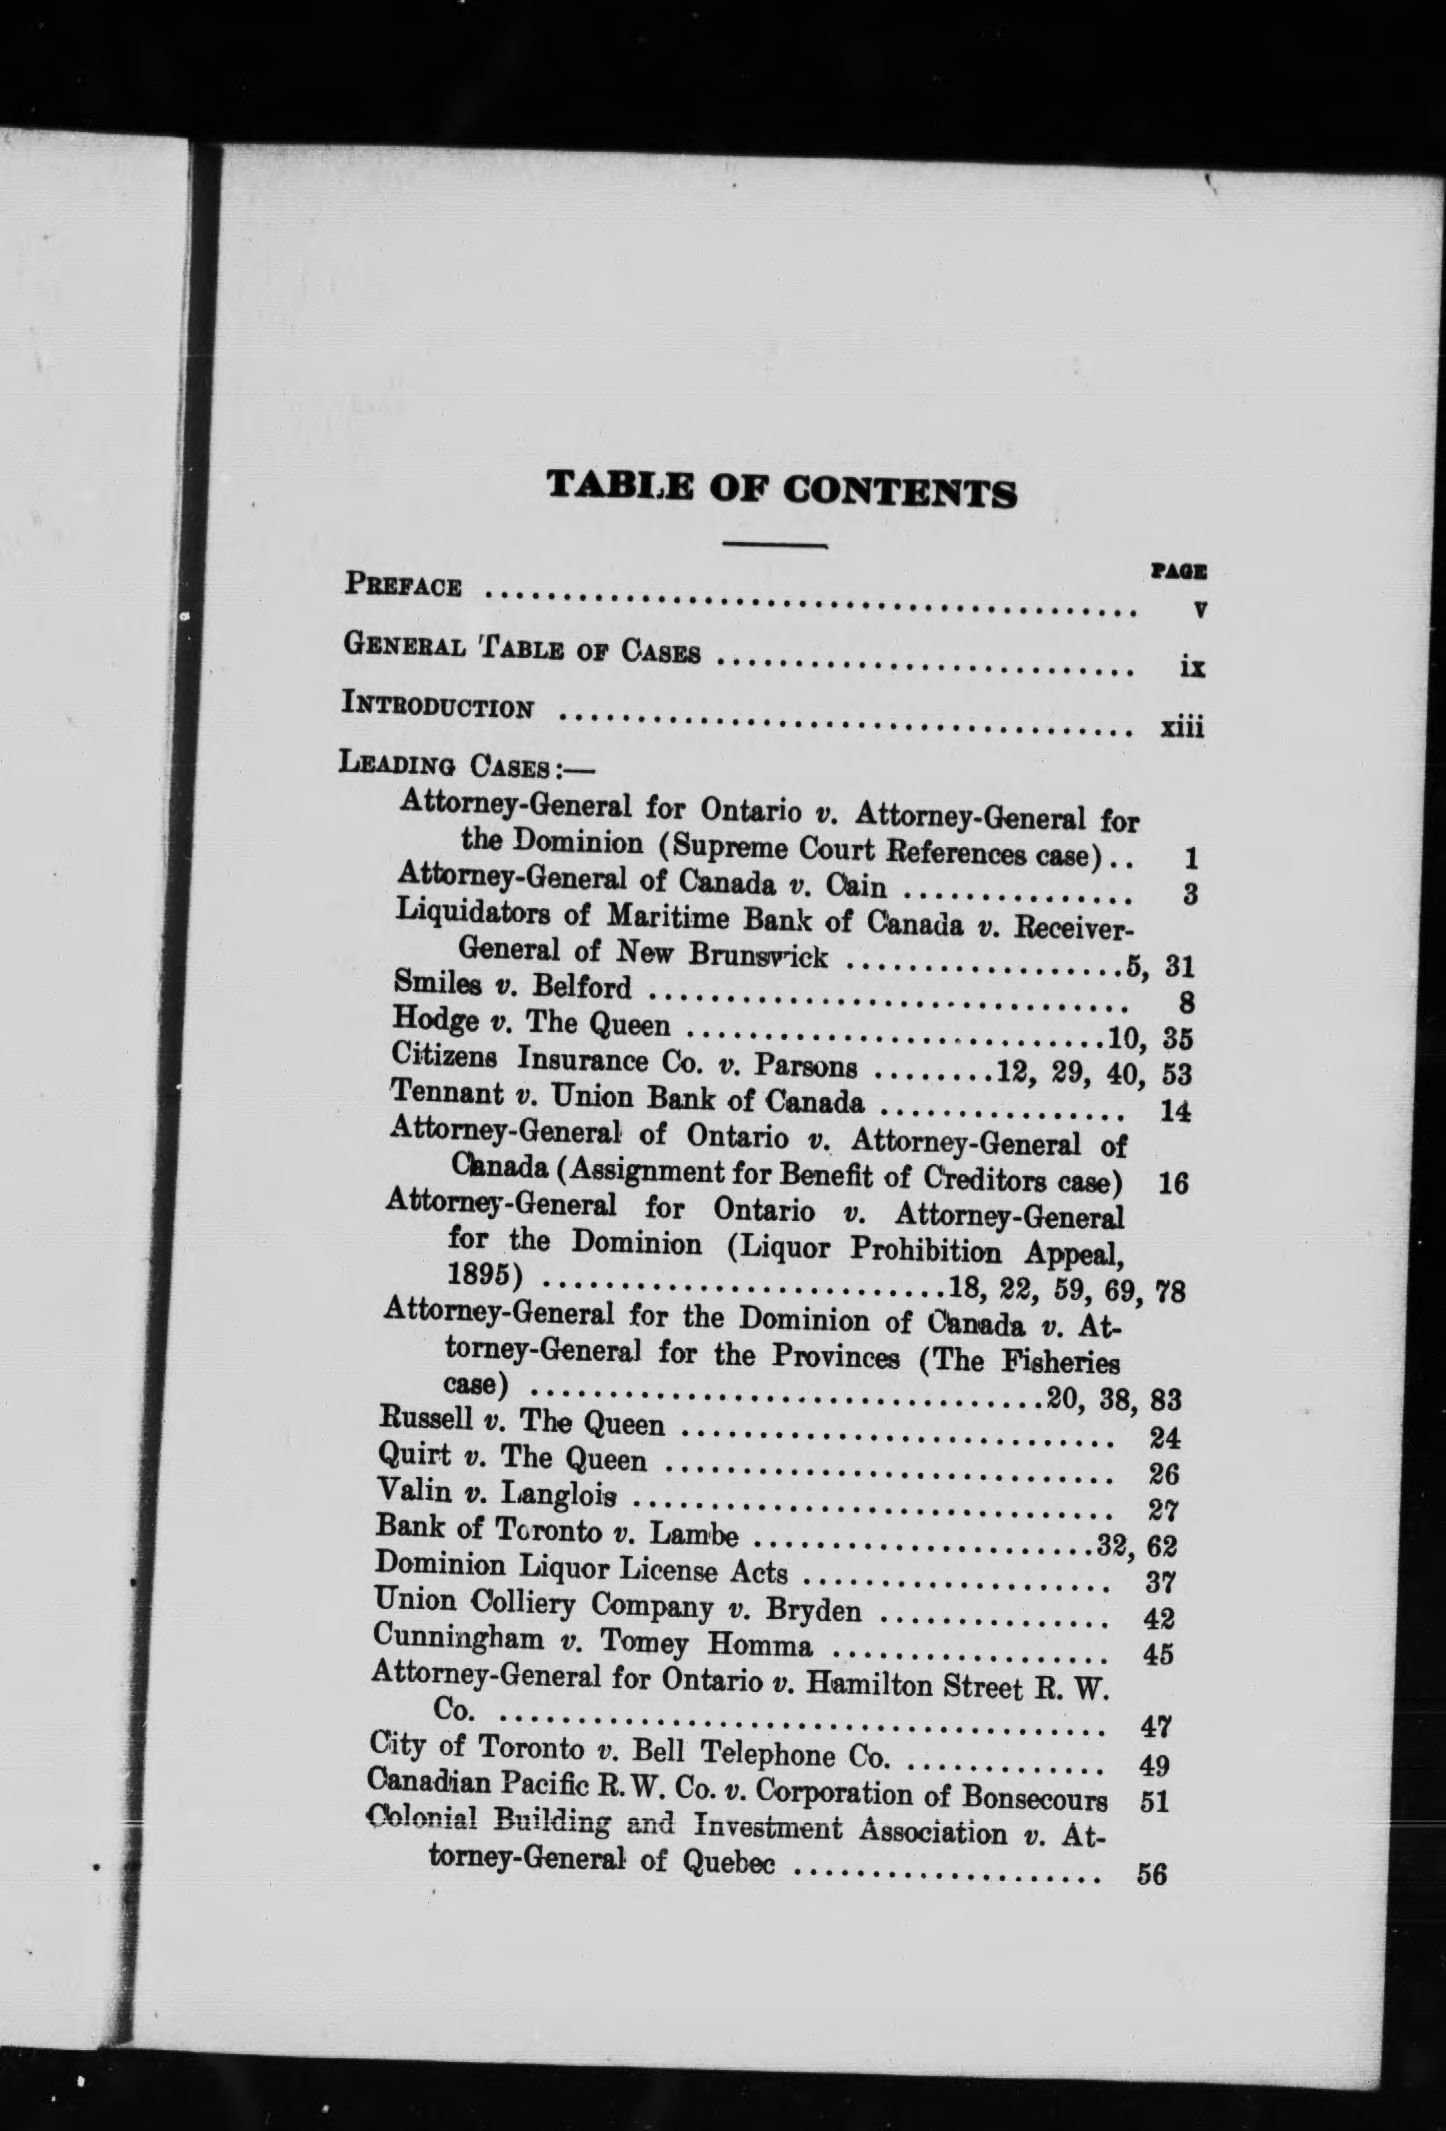 TABLE OF CONTENTS
PAGE
PREFACE .......................................... v
GENERAL TABLE OF CASES ........................... ix
INTRODUCTION ..................................... xiii
LEADING CASES:—
Attorney-General for Ontario v. Attorney-General for
the Dominion (Supreme Court References case) .. 1
Attorney-General of Canada v. Cain ............... 3
Liquidators of Maritime Bank of Canada v. Receiver-
General of New Brunswick ..................5, 31
Smiles v. Belford ............................... 8
Hodge v. The Queen ...........................10, 35
Citizens Insurance Co. v. Parsons ........12, 29, 40, 53
Tennant v. Union Bank of Canada ................ 14
Attorney-General of Ontario v. Attorney-General of
Canada (Assignment for Benefit of Creditors case) 16
Attorney-General for Ontario v. Attorney-General
for the Dominion (Liquor Prohibition Appeal,
1895) ..........................18, 22, 59, 69, 78
Attorney-General for the Dominion of Canada v. At-
torney-General for the Provinces (The Fisheries
case) .................................20, 38, 83
Russell v. The Queen ............................ 24
Quirt v. The Queen ............................. 26
Valin v. Langlois ............................... 27
Bank of Toronto v. Lambe ......................32, 62
Dominion Liquor License Acts .................... 37
Union Colliery Company v. Bryden ............... 42
Cunningham v. Tomey Homma .................. 45
Attorney-General for Ontario v. Hamilton Street R. W.
Co. ....................................... 47
City of Toronto v. Bell Telephone Co. ............. 49
Canadian Pacific R. W. Co. v. Corporation of Bonsecours 51
Colonial Building and Investment Association v. At-
torney-General of Quebec .................... 56